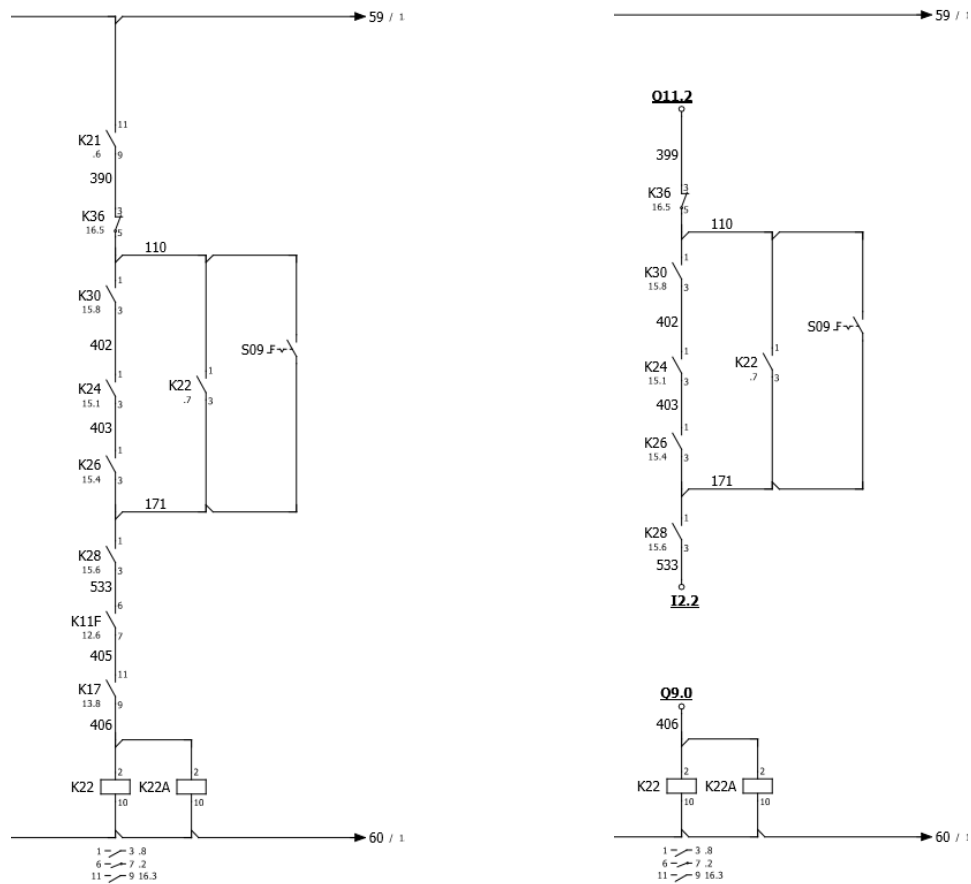 59 / 1
11
K21
.6
9
390
3
K36
16.5
5
110
1
K30
15.8
3
402
S09
1
K24
15.1
3
1
K22
.7
3
403
1
K26
15.4
3
171
1
K28
15.6
3
533
6
K11F
12.6
7
405
11
K17
13.8
9
406
2
K22
10
2
K22A
10
60 / 1
1 3 .8
6 7 .2
11 9 16.3
59 / 1
Q11.2
399
3
K36
16.5
5
110
1
K30
15.8
3
402
S09
1
K24
15.1
3
1
K22
.7
3
403
1
K26
15.4
3
171
1
K28
15.6
3
533
I2.2
Q9.0
406
2
K22
10
2
K22A
10
60 / 1
1 3 .8
6 7 .2
11 9 16.3